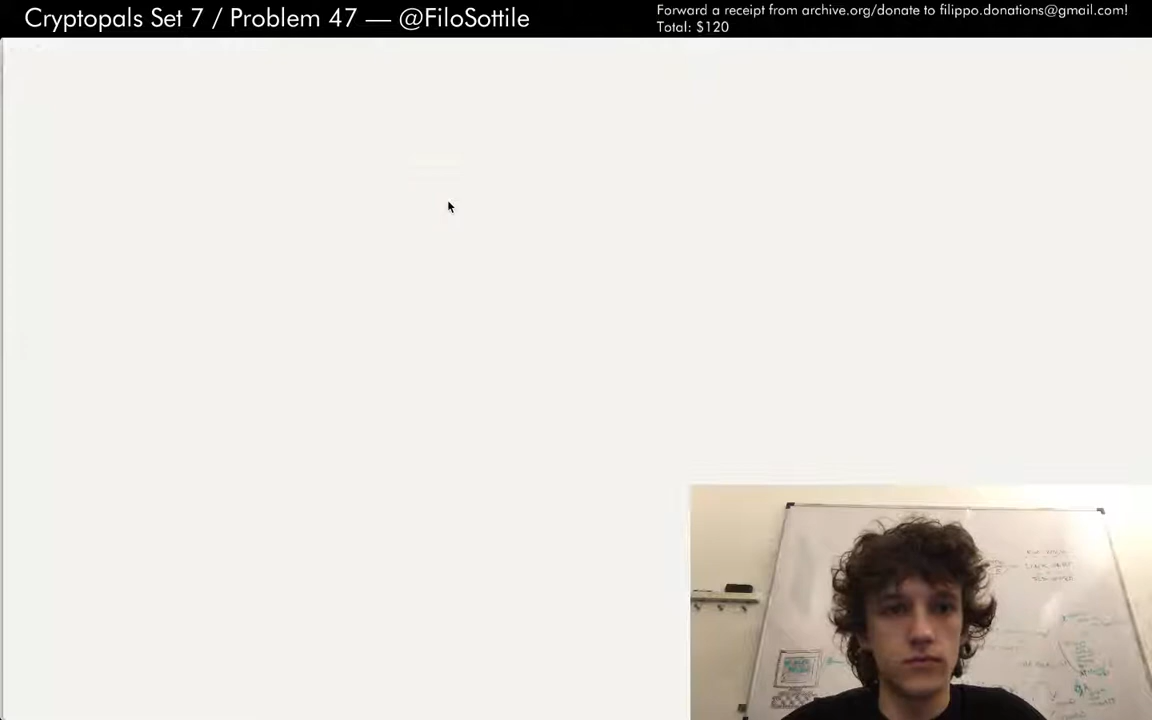 Cryptopals Set 7 / Problem 47 — @FiloSottile
Forward a receipt from archive.org/donate to filippo.donations@gmail.com!
Total: $120